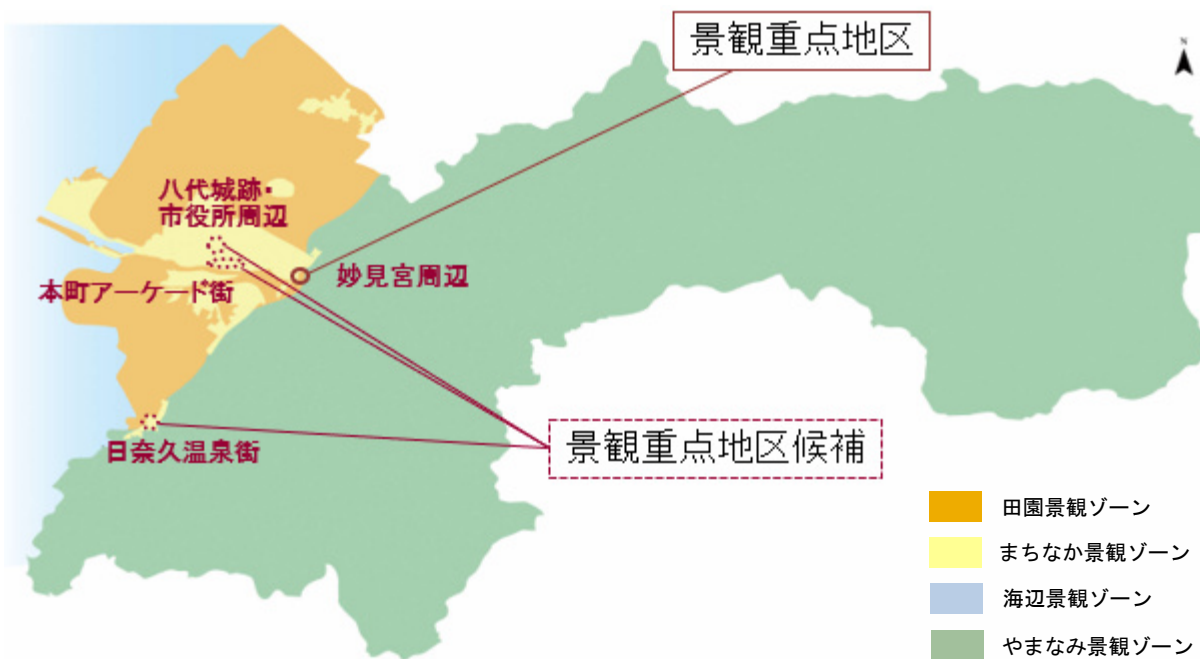 景観重点地区
N
八代城跡・
市役所周辺
妙見宮周辺
本町アーケード街
日奈久温泉街
景観重点地区候補
田園景観ゾーン
まちなか景観ゾーン
海辺景観ゾーン
やまなみ景観ゾーン